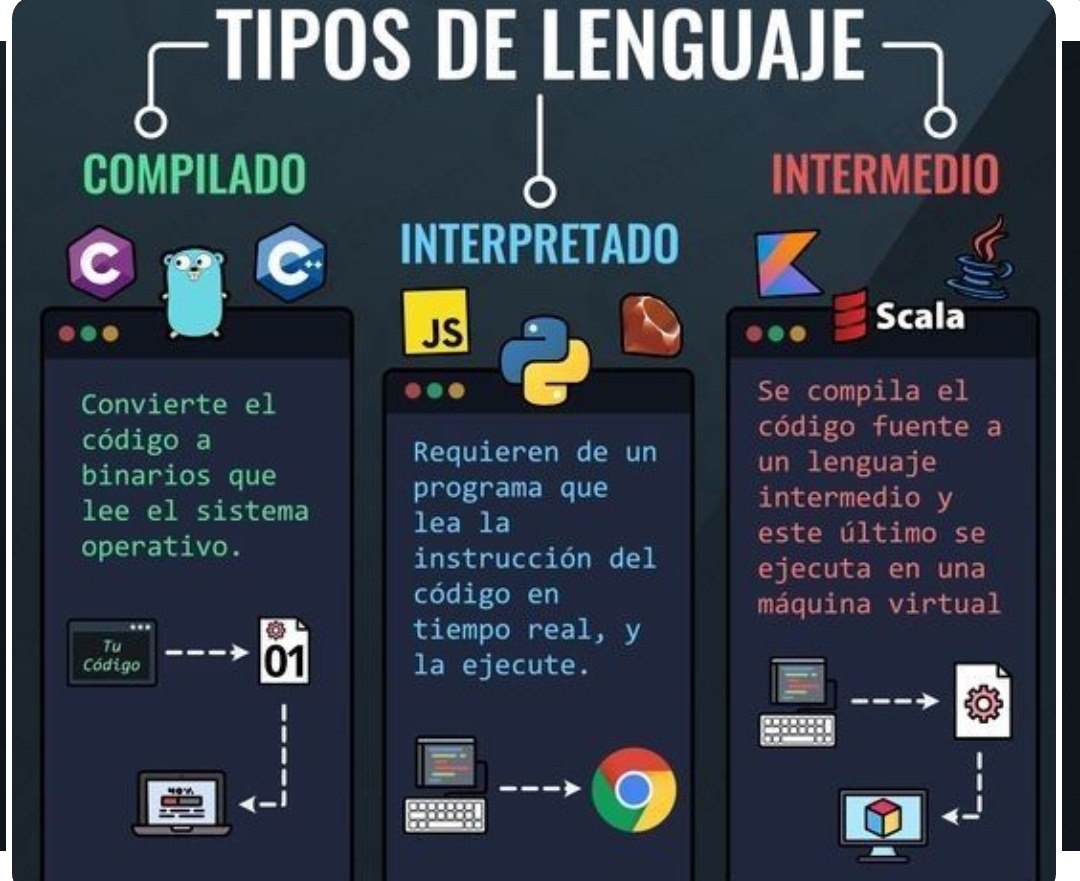 TIPOS DE LENGUAJE
COMPILADO
C
C++
Convierte el
código a
binarios que
lee el sistema
operativo.
Tu
Código
01
40%
INTERPRETADO
JS
Requieren de un
programa que
lea la
instrucción del
código en
tiempo real, y
la ejecute.
INTERMEDIO
Scala
Se compila el
código fuente a
un lenguaje
intermedio y
este último se
ejecuta en una
máquina virtual